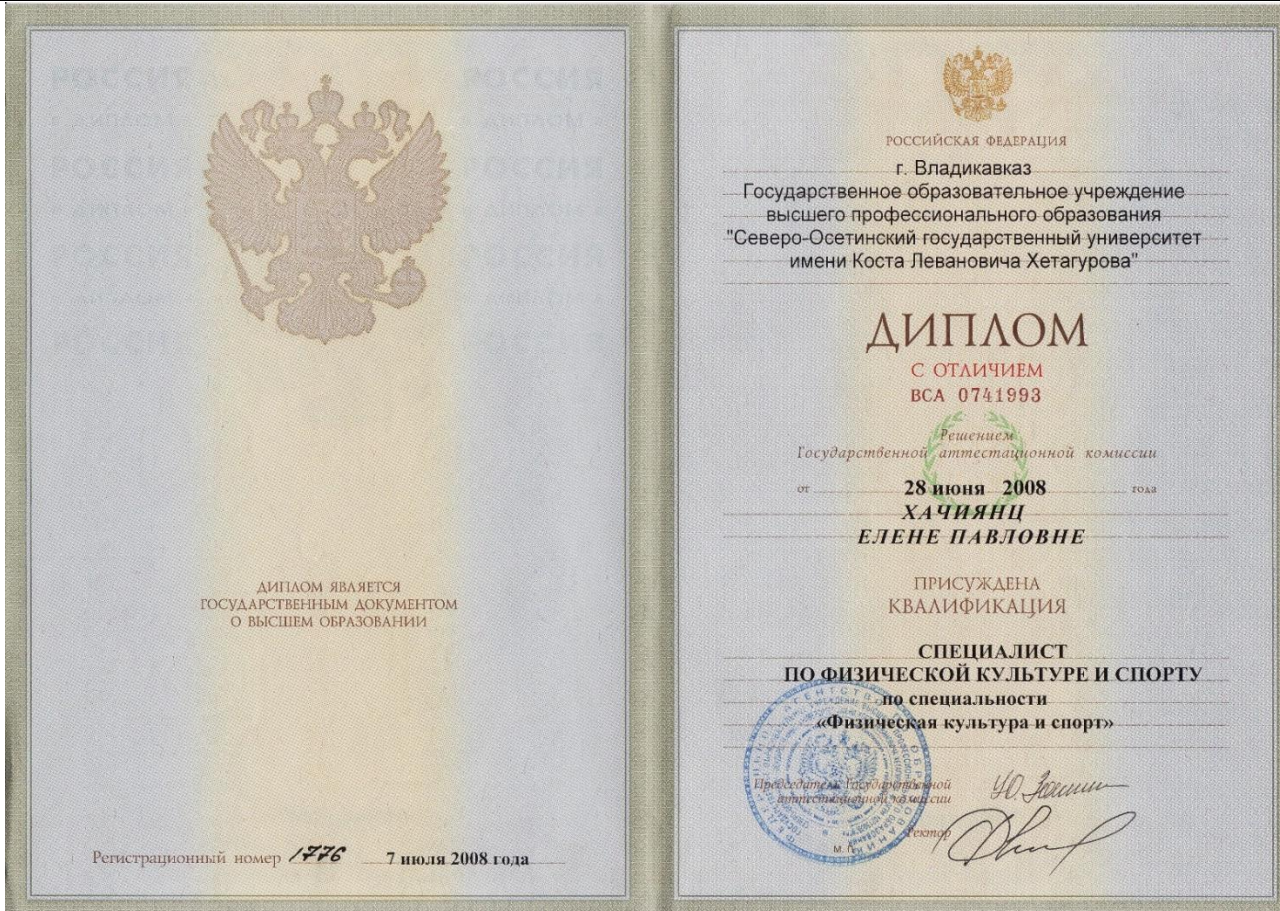 ДИПЛОМ ЯВЛЯЕТСЯ
ГОСУДАРСТВЕННЫМ ДОКУМЕНТОМ
О ВЫСШЕМ ОБРАЗОВАНИИ
Регистрационный номер 1776 7 июля 2008 года
РОССИЙСКАЯ ФЕДЕРАЦИЯ
г. Владикавказ
Государственное образовательное учреждение
высшего профессионального образования
"Северо-Осетинский государственный университет
имени Коста Левановича Хетагурова"
ДИПЛОМ
С ОТЛИЧИЕМ
ВСА 0741993
Решением
Государственной аттестационной комиссии
от 28 июня 2008 года
ХАЧИЯНЦ
ЕЛЕНЕ ПАВЛОВНЕ
ПРИСУЖДЕНА
КВАЛИФИКАЦИЯ
СПЕЦИАЛИСТ
ПО ФИЗИЧЕСКОЙ КУЛЬТУРЕ И СПОРТУ
по специальности
«Физическая культура и спорт»
Председатель Государственной
аттестационной комиссии
Ректор
М. П.